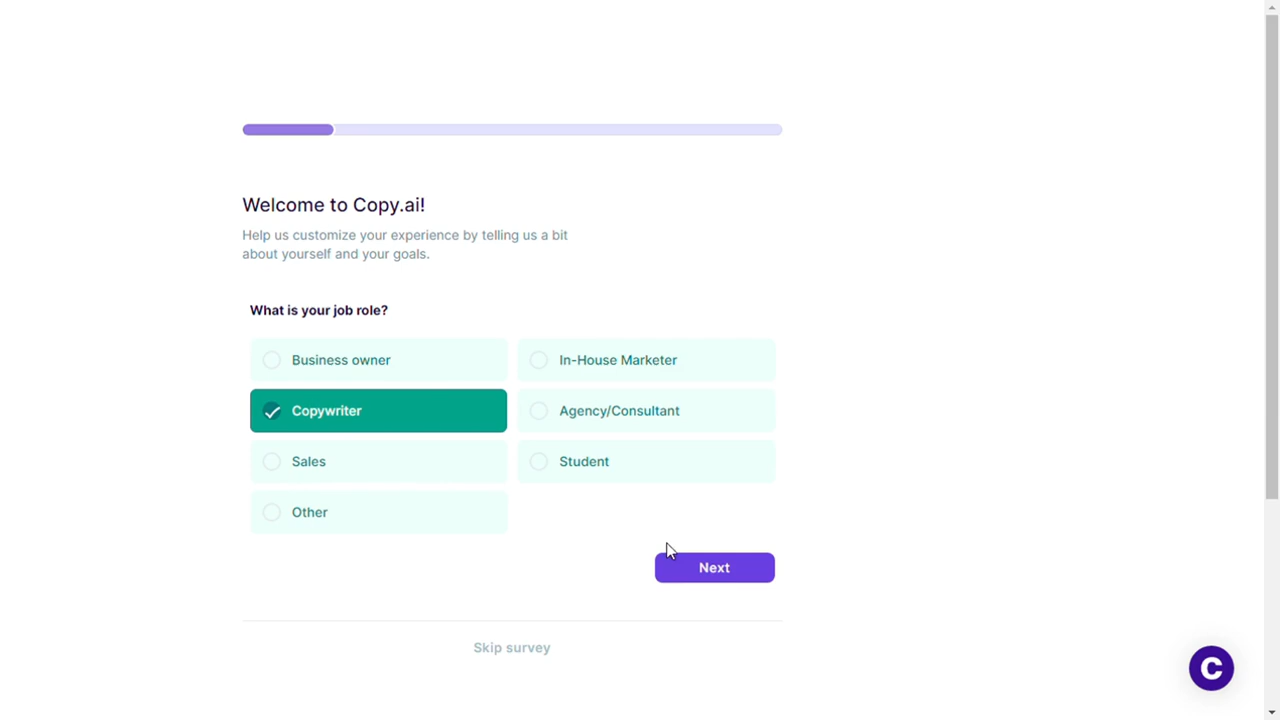 Welcome to Copy.ai!
Help us customize your experience by telling us a bit
about yourself and your goals.
What is your job role?
Business owner
In-House Marketer
Copywriter
Agency/Consultant
Sales
Student
Other
Next
Skip survey
C